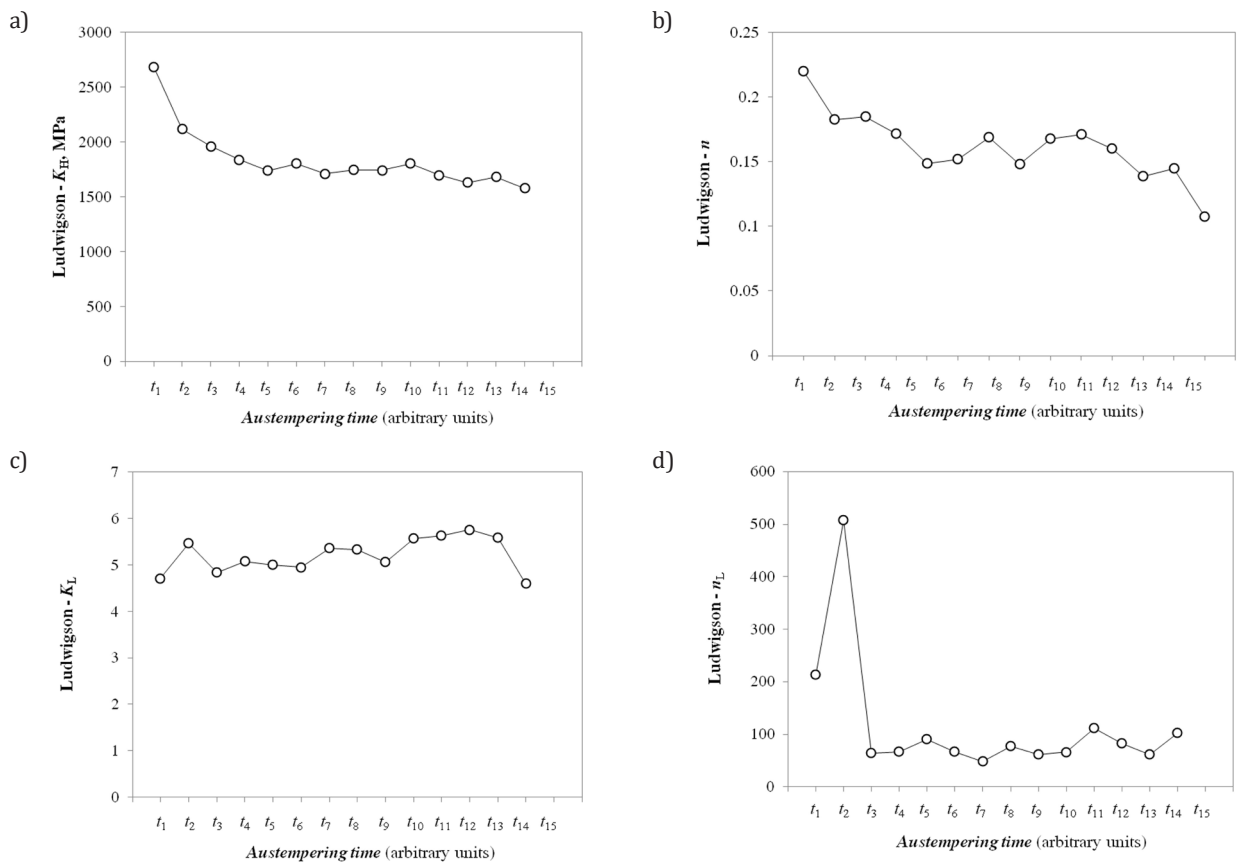 a)
3000
2500
2000
1500
1000
500
0
Ludwigson - K_H, MPa
t₁ t₂ t₃ t₄ t₅ t₆ t₇ t₈ t₉ t₁₀ t₁₁ t₁₂ t₁₃ t₁₄ t₁₅
Austempering time (arbitrary units)
b)
0.25
0.2
0.15
0.1
0.05
0
Ludwigson - n
t₁ t₂ t₃ t₄ t₅ t₆ t₇ t₈ t₉ t₁₀ t₁₁ t₁₂ t₁₃ t₁₄ t₁₅
Austempering time (arbitrary units)
c)
7
6
5
4
3
2
1
0
Ludwigson - K_L
t₁ t₂ t₃ t₄ t₅ t₆ t₇ t₈ t₉ t₁₀ t₁₁ t₁₂ t₁₃ t₁₄ t₁₅
Austempering time (arbitrary units)
d)
600
500
400
300
200
100
0
Ludwigson - n_L
t₁ t₂ t₃ t₄ t₅ t₆ t₇ t₈ t₉ t₁₀ t₁₁ t₁₂ t₁₃ t₁₄ t₁₅
Austempering time (arbitrary units)